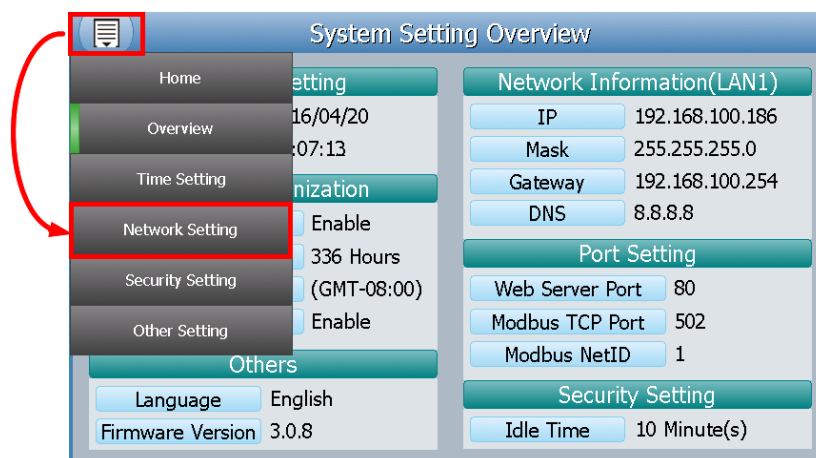 System Setting Overview
Home
Overview
Time Setting
Network Setting
Security Setting
Other Setting
etting
16/04/20
:07:13
nization
Enable
336 Hours
(GMT-08:00)
Enable
Others
Language English
Firmware Version 3.0.8
Network Information(LAN1)
IP 192.168.100.186
Mask 255.255.255.0
Gateway 192.168.100.254
DNS 8.8.8.8
Port Setting
Web Server Port 80
Modbus TCP Port 502
Modbus NetID 1
Security Setting
Idle Time 10 Minute(s)